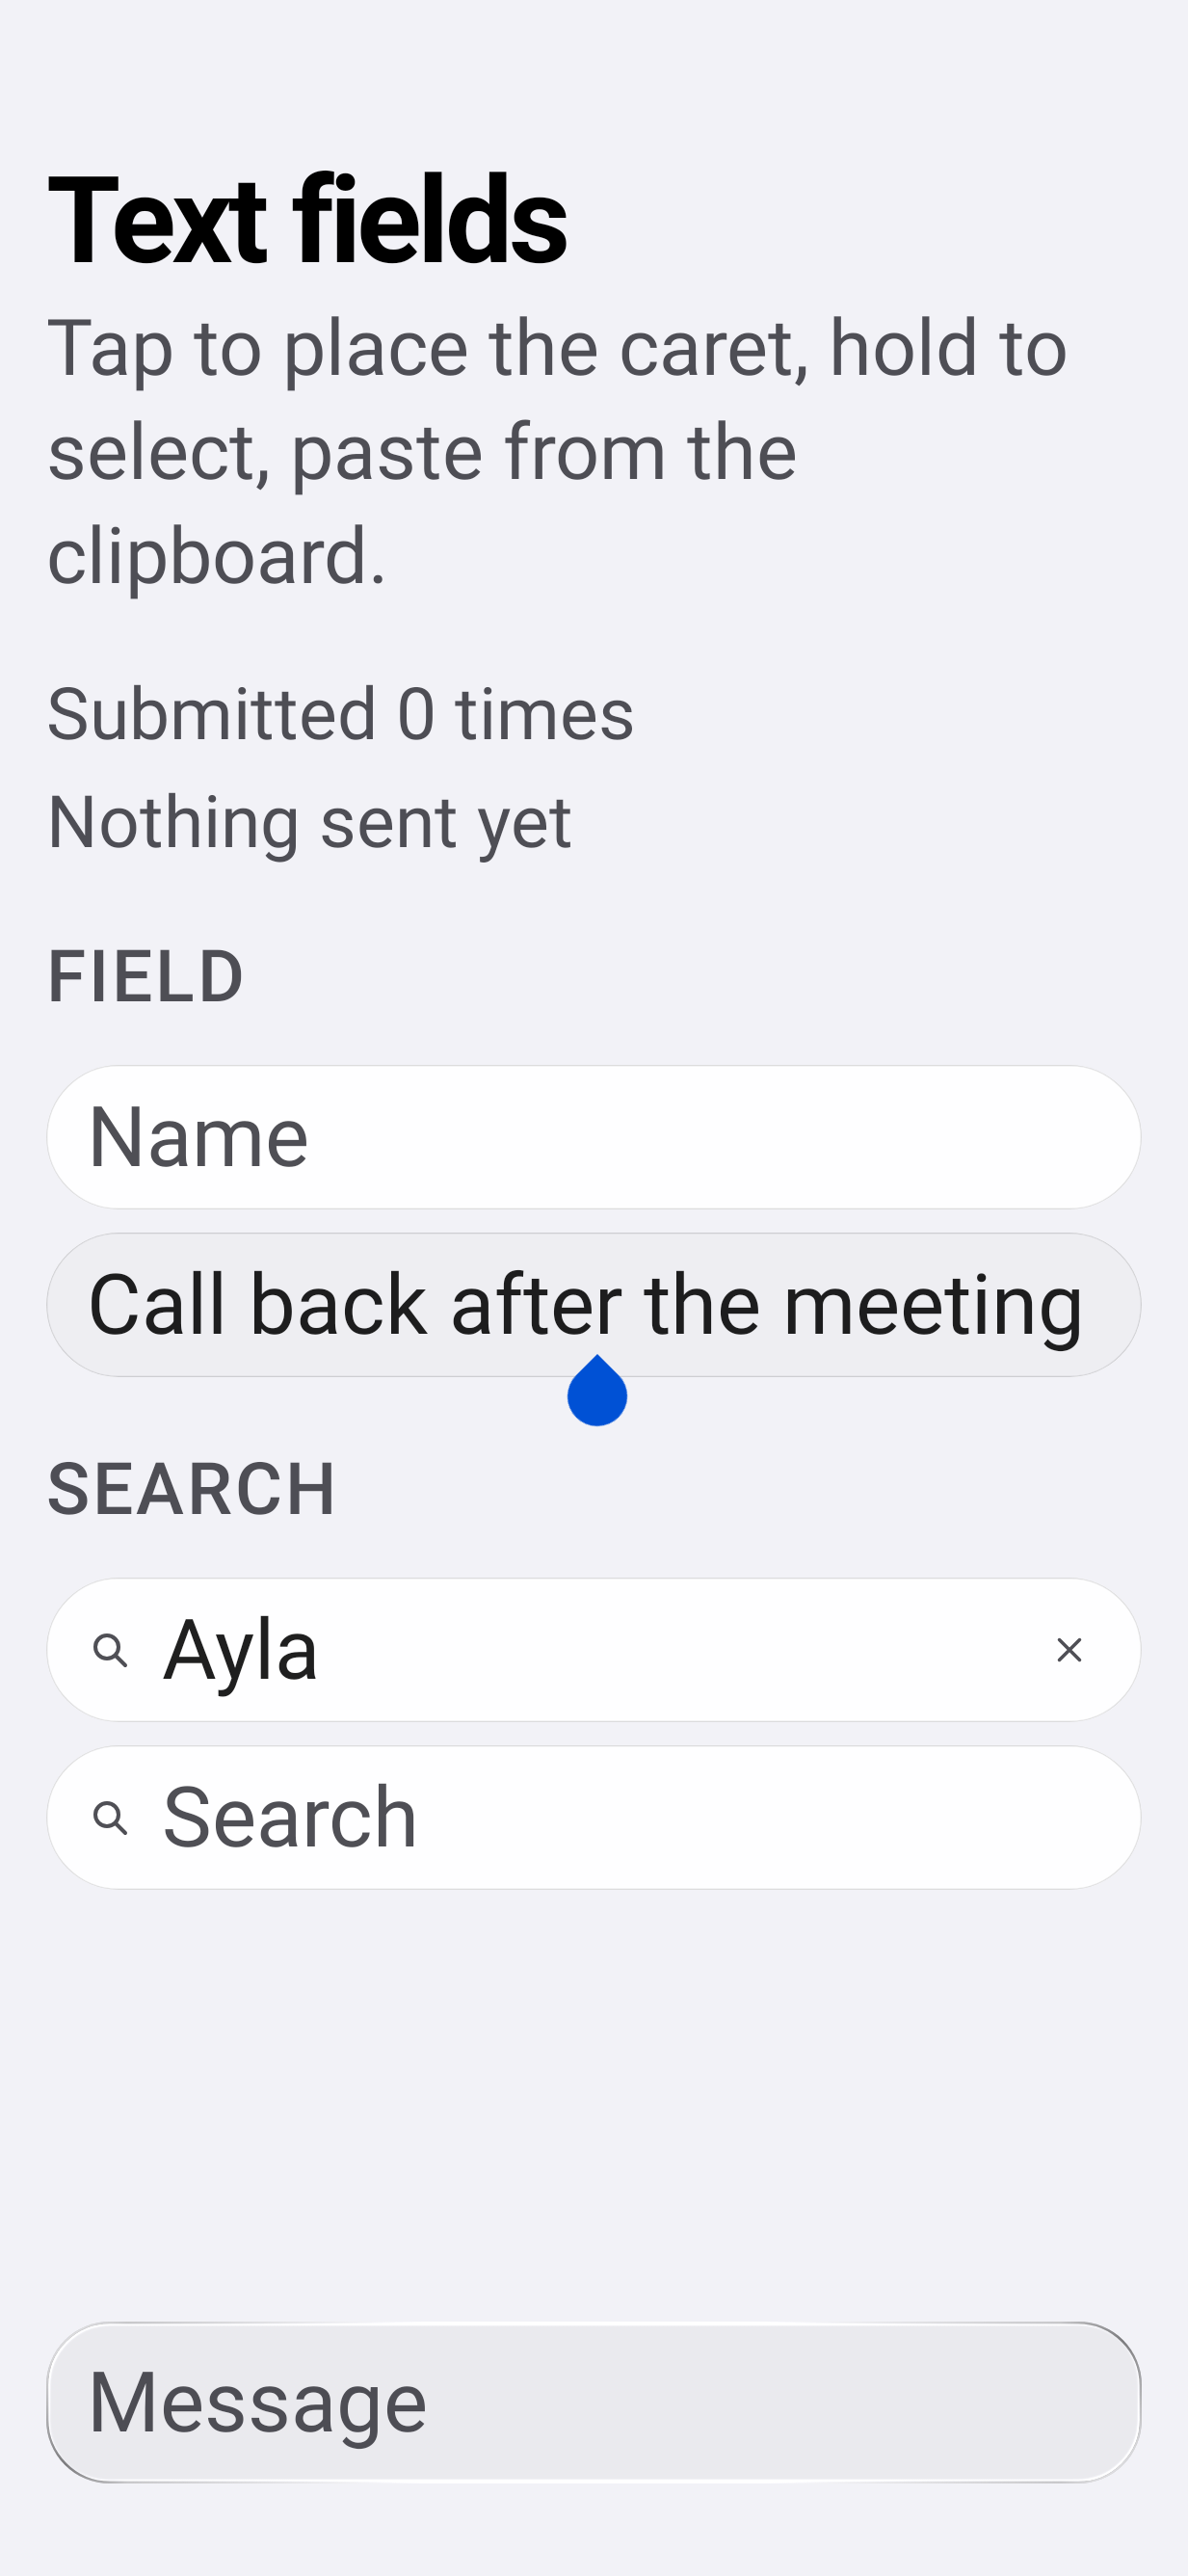 Text fields
Tap to place the caret, hold to
select, paste from the
clipboard.
Submitted 0 times
Nothing sent yet
FIELD
Name
Call back after the meeting
SEARCH
Ayla
Search
Message